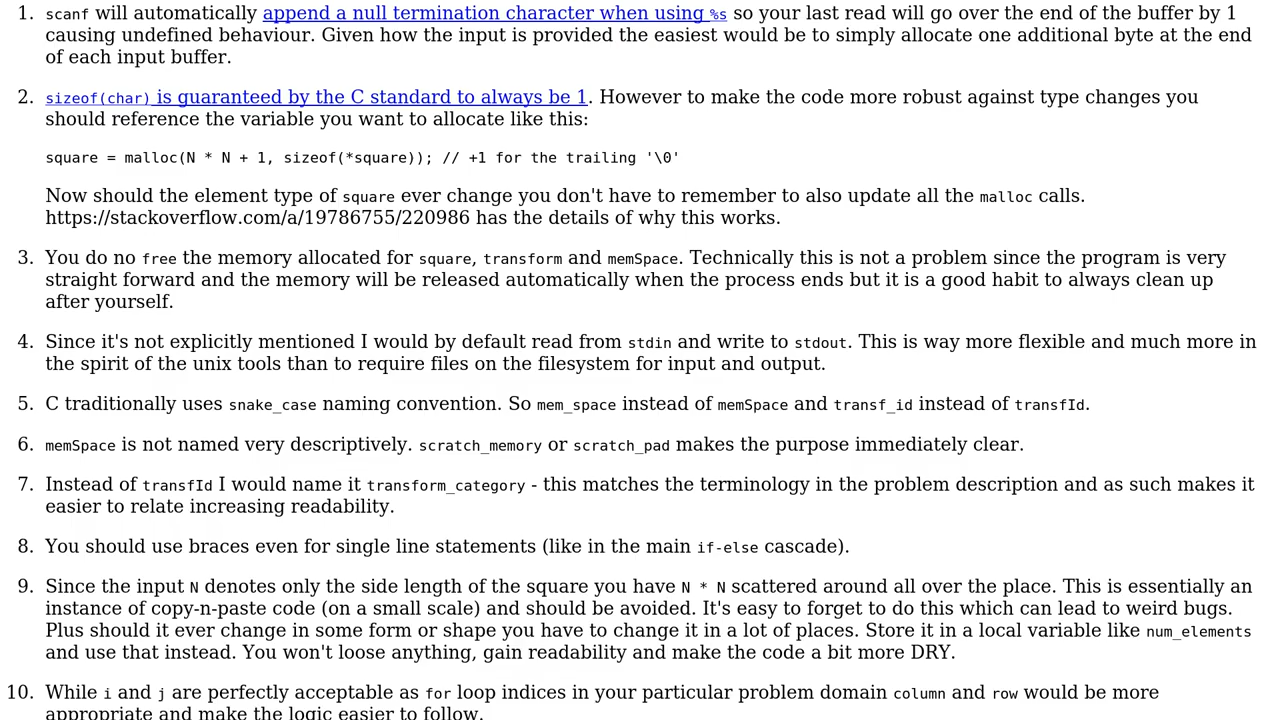 1. scanf will automatically append a null termination character when using %s so your last read will go over the end of the buffer by 1
causing undefined behaviour. Given how the input is provided the easiest would be to simply allocate one additional byte at the end
of each input buffer.
2. sizeof(char) is guaranteed by the C standard to always be 1. However to make the code more robust against type changes you
should reference the variable you want to allocate like this:
square = malloc(N * N + 1, sizeof(*square)); // +1 for the trailing '\0'
Now should the element type of square ever change you don't have to remember to also update all the malloc calls.
https://stackoverflow.com/a/19786755/220986 has the details of why this works.
3. You do no free the memory allocated for square, transform and memSpace. Technically this is not a problem since the program is very
straight forward and the memory will be released automatically when the process ends but it is a good habit to always clean up
after yourself.
4. Since it's not explicitly mentioned I would by default read from stdin and write to stdout. This is way more flexible and much more in
the spirit of the unix tools than to require files on the filesystem for input and output.
5. C traditionally uses snake_case naming convention. So mem_space instead of memSpace and transf_id instead of transfId.
6. memSpace is not named very descriptively. scratch_memory or scratch_pad makes the purpose immediately clear.
7. Instead of transfId I would name it transform_category - this matches the terminology in the problem description and as such makes it
easier to relate increasing readability.
8. You should use braces even for single line statements (like in the main if-else cascade).
9. Since the input N denotes only the side length of the square you have N * N scattered around all over the place. This is essentially an
instance of copy-n-paste code (on a small scale) and should be avoided. It's easy to forget to do this which can lead to weird bugs.
Plus should it ever change in some form or shape you have to change it in a lot of places. Store it in a local variable like num_elements
and use that instead. You won't loose anything, gain readability and make the code a bit more DRY.
10. While i and j are perfectly acceptable as for loop indices in your particular problem domain column and row would be more
appropriate and make the logic easier to follow.